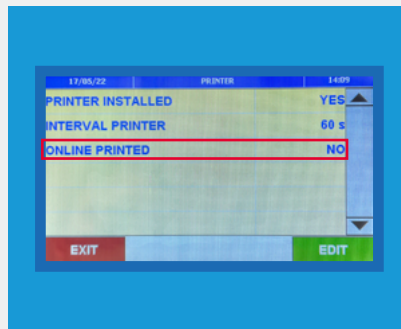 17/05/22 PRINTER 14:09
PRINTER INSTALLED YES
INTERVAL PRINTER 60 s
ONLINE PRINTED NO
EXIT EDIT